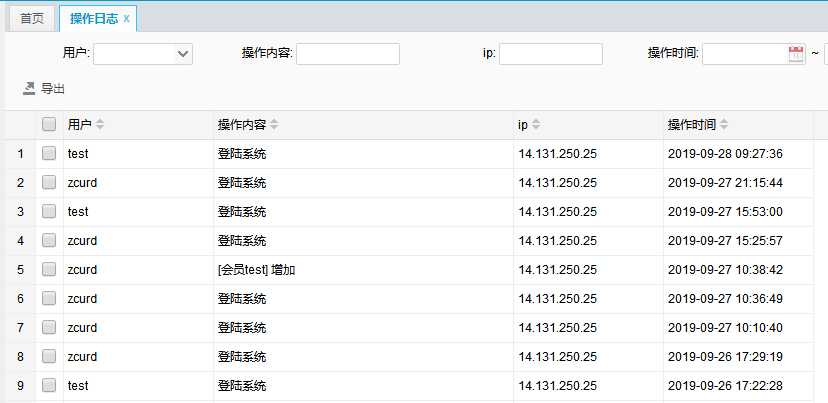 首页 操作日志 x
用户: 操作内容: ip: 操作时间: ~
导出
用户 操作内容 ip 操作时间
1 test 登陆系统 14.131.250.25 2019-09-28 09:27:36
2 zcurd 登陆系统 14.131.250.25 2019-09-27 21:15:44
3 test 登陆系统 14.131.250.25 2019-09-27 15:53:00
4 zcurd 登陆系统 14.131.250.25 2019-09-27 15:25:57
5 zcurd [会员test] 增加 14.131.250.25 2019-09-27 10:38:42
6 zcurd 登陆系统 14.131.250.25 2019-09-27 10:36:49
7 zcurd 登陆系统 14.131.250.25 2019-09-27 10:10:40
8 zcurd 登陆系统 14.131.250.25 2019-09-26 17:29:19
9 test 登陆系统 14.131.250.25 2019-09-26 17:22:28